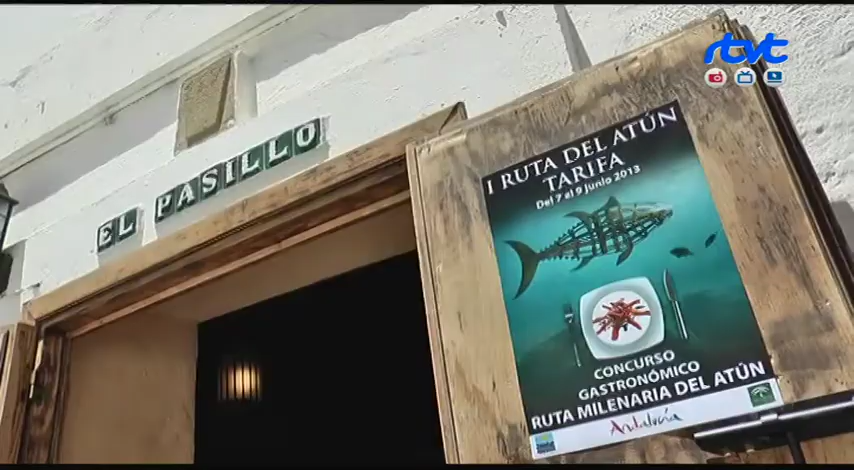 rtvT
EL PASILLO
I RUTA DEL ATÚN
TARIFA
Del 7 al 9 junio 2013
CONCURSO
GASTRONÓMICO
RUTA MILENARIA DEL ATÚN
Andalucía